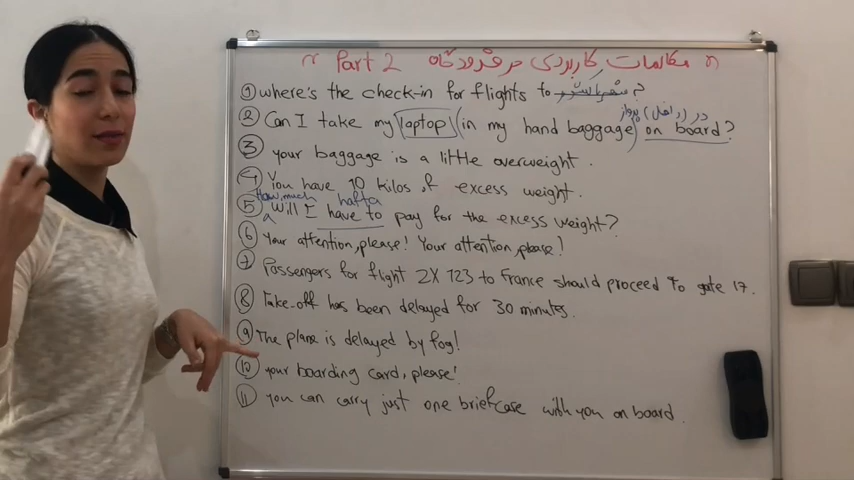 ~ Part 2 مکالمات کاربردی در فرودگاه ~
① where's the check-in for flights to ?
در (داخل) پرواز
② Can I take my laptop (in my hand baggage) on board?
③ your baggage is a little overweight.
④ You have 10 kilos of excess weight.
How much hafta
⑤ Will I have to pay for the excess weight?
⑥ Your attention, please! Your attention, please!
⑦ Passengers for flight 2X 123 to France should proceed to gate 17.
⑧ Take-off has been delayed for 30 minutes.
⑨ The plane is delayed by fog!
⑩ your boarding card, please!
⑪ you can carry just one briefcase with you on board.